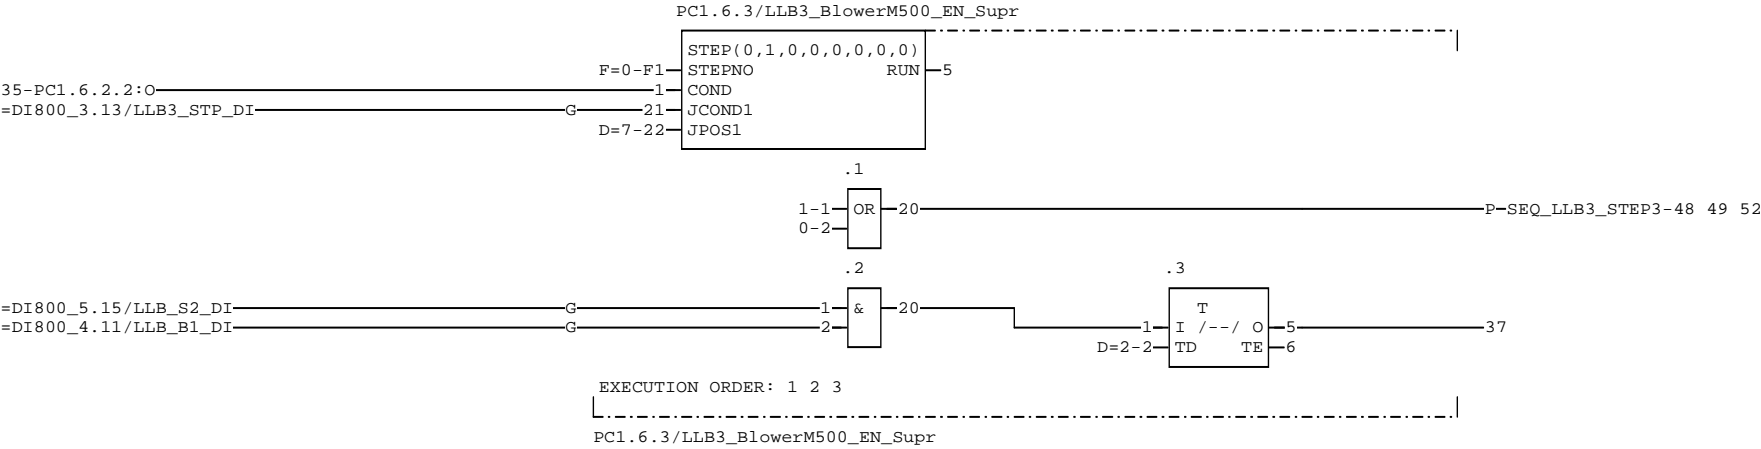 PC1.6.3/LLB3_BlowerM500_EN_Supr
STEP(0,1,0,0,0,0,0,0)
F=0-F1 STEPNO RUN 5
35-PC1.6.2.2:O 1 COND
=DI800_3.13/LLB3_STP_DI G 21 JCOND1
D=7-22 JPOS1
.1
1-1 OR 20 P-SEQ_LLB3_STEP3-48 49 52
0-2
.2 .3
=DI800_5.15/LLB_S2_DI G 1 & 20 T
=DI800_4.11/LLB_B1_DI G 2 1 I /--/ O 5 37
D=2-2 TD TE 6
EXECUTION ORDER: 1 2 3
PC1.6.3/LLB3_BlowerM500_EN_Supr